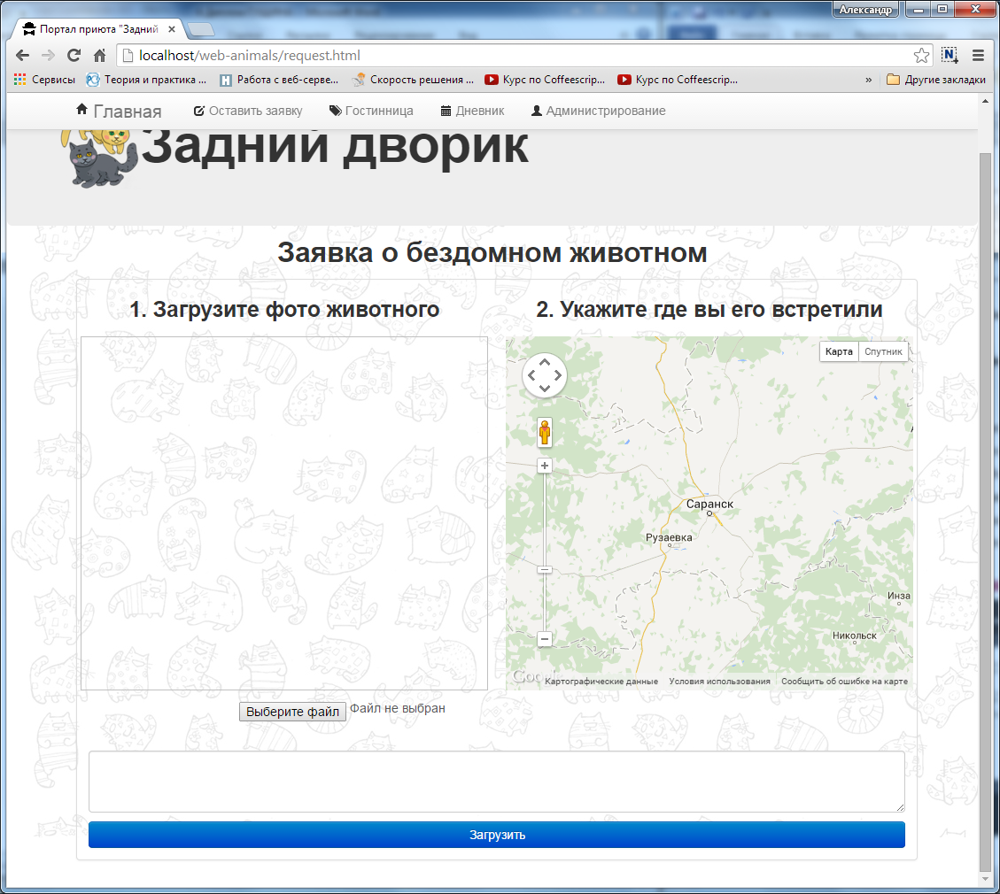 Александр
Портал приюта "Задний
localhost/web-animals/request.html
Сервисы
Теория и практика ...
Работа с веб-серве...
Скорость решения ...
Курс по Coffeescrip...
Курс по Coffeescrip...
»
Другие закладки
Главная
Оставить заявку
Гостинница
Дневник
Администрирование
Задний дворик
Заявка о бездомном животном
1. Загрузите фото животного
2. Укажите где вы его встретили
Карта
Спутник
Саранск
Рузаевка
Инза
Никольск
Картографические данные
Условия использования
Сообщить об ошибке на карте
Выберите файл
Файл не выбран
Загрузить